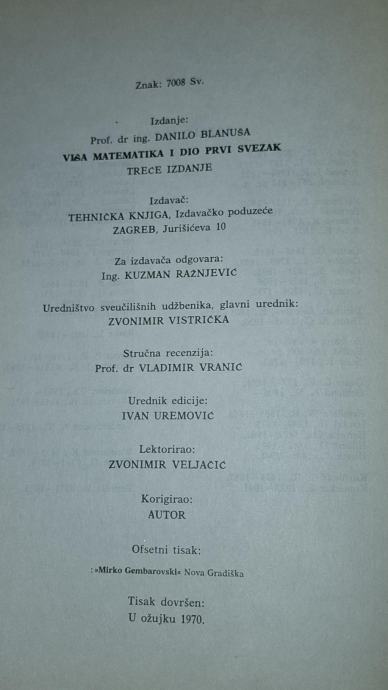 Znak: 7008 Sv.
Izdanje:
Prof. dr ing. DANILO BLANUŠA
VIŠA MATEMATIKA I DIO PRVI SVEZAK
TREĆE IZDANJE
Izdavač:
TEHNIČKA KNJIGA, Izdavačko poduzeće
ZAGREB, Jurišićeva 10
Za izdavača odgovara:
Ing. KUZMAN RAŽNJEVIĆ
Uredništvo sveučilišnih udžbenika, glavni urednik:
ZVONIMIR VISTRIČKA
Stručna recenzija:
Prof. dr VLADIMIR VRANIĆ
Urednik edicije:
IVAN UREMOVIĆ
Lektorirao:
ZVONIMIR VELJAČIĆ
Korigirao:
AUTOR
Ofsetni tisak:
:»Mirko Gembarovski« Nova Gradiška
Tisak dovršen:
U ožujku 1970.